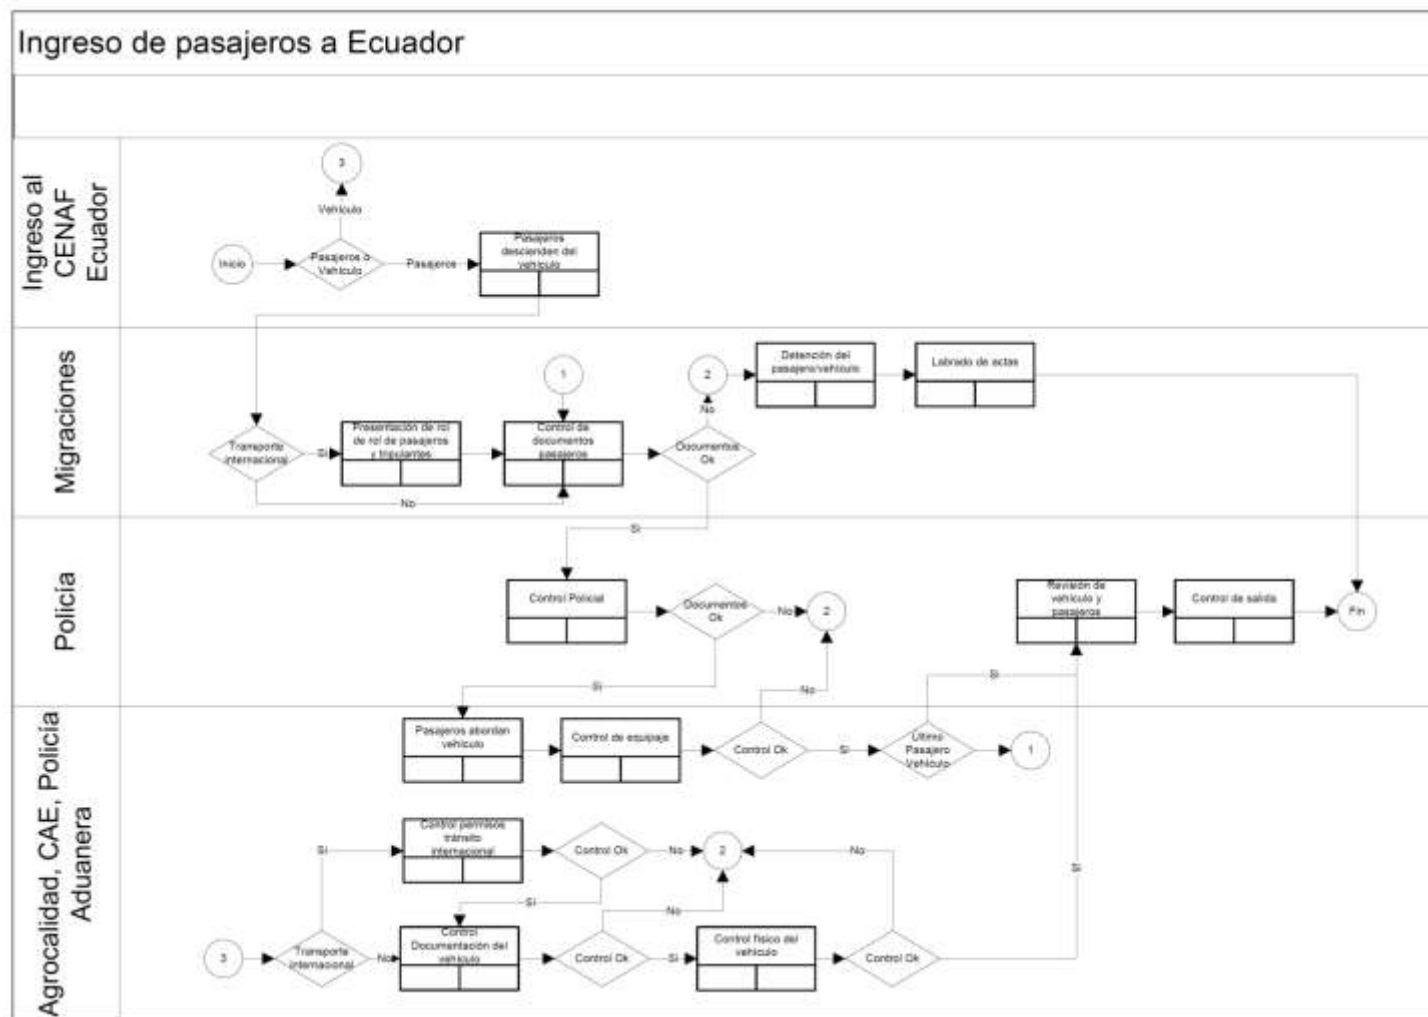 Ingreso de pasajeros a Ecuador
Ingreso al
CENAF
Ecuador
3
Vehículo
Inicio
Pasajeros o
Vehículo
Pasajeros
Pasajeros
descienden del
vehículo
Migraciones
1
2
Detención del
pasajero/vehículo
Labrado de actas
No
Transporte
internacional
Si
Presentación de rol
de rol de pasajeros
y tripulantes
Control de
documentos
pasajeros
Documentos
Ok
No
Si
Policía
Control Policial
Documentos
Ok
No
2
Revisión de
vehículo y
pasajeros
Control de salida
Fin
Si
No
Si
Agrocalidad, CAE, Policía
Aduanera
Pasajeros abordan
vehículo
Control de equipaje
Control Ok
Si
Último
Pasajero
Vehículo
1
Si
Control permisos
tránsito
internacional
Control Ok
No
2
No
Si
Si
No
3
Transporte
internacional
No
Control
Documentación del
vehículo
Control Ok
Si
Control físico del
vehículo
Control Ok